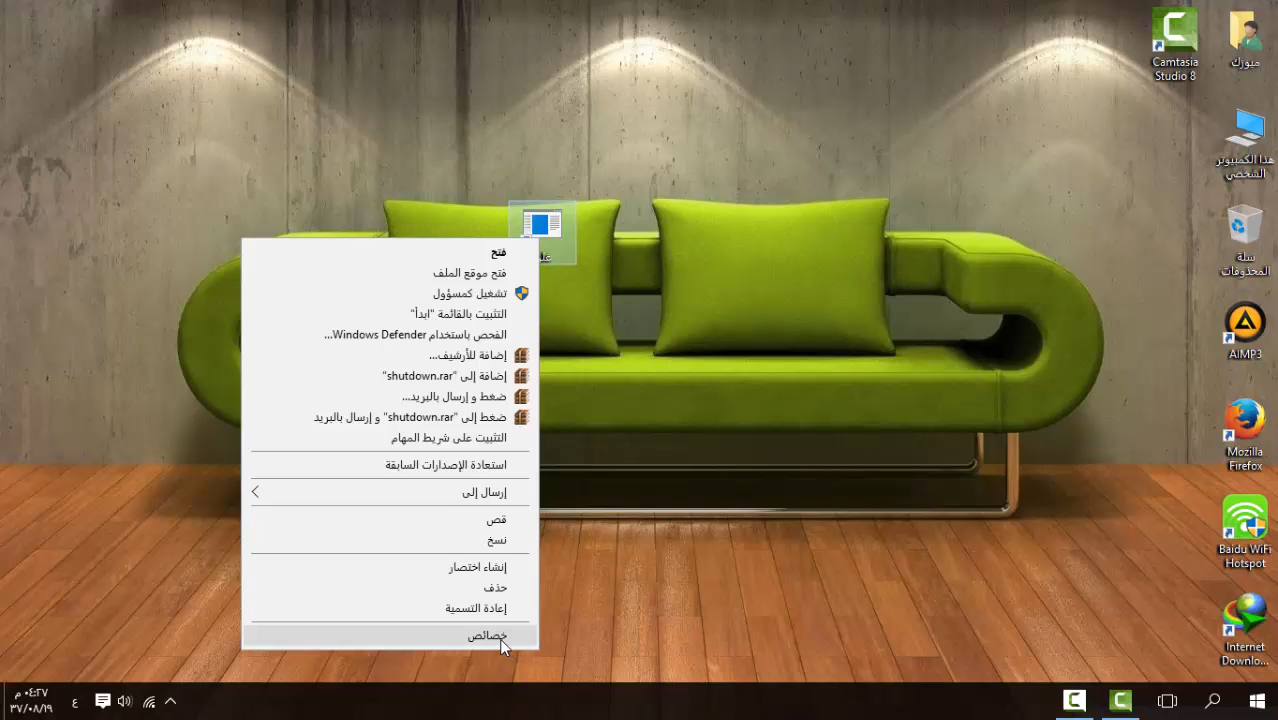 Camtasia
Studio 8
ميوزك
هذا الكمبيوتر
الشخصي
سلة
المحذوفات
AIMP3
Mozilla
Firefox
Baidu WiFi
Hotspot
Internet
Downlo...
فتح
فتح موقع الملف
تشغيل كمسؤول
التثبيت بالقائمة "ابدأ"
الفحص باستخدام Windows Defender...
إضافة للأرشيف...
إضافة إلى "shutdown.rar"
ضغط و إرسال بالبريد...
ضغط إلى "shutdown.rar" و إرسال بالبريد
التثبيت على شريط المهام
استعادة الإصدارات السابقة
إرسال إلى
قص
نسخ
إنشاء اختصار
حذف
إعادة التسمية
خصائص
٠٤:٢٧ م
٣٧/٠٨/١٩
ع